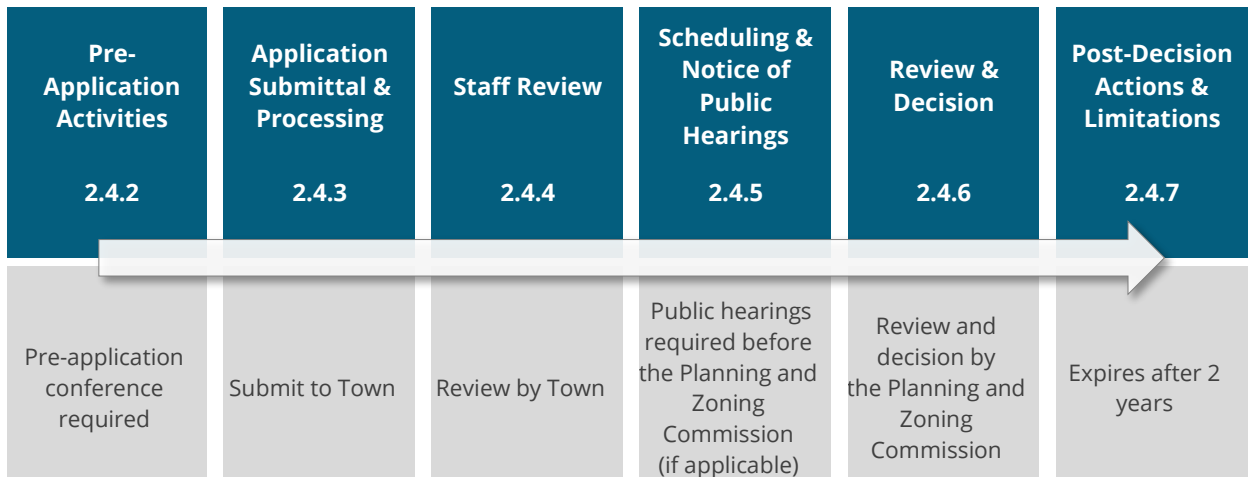 Pre-
Application
Activities
2.4.2
Application
Submittal &
Processing
2.4.3
Staff Review
2.4.4
Scheduling &
Notice of
Public
Hearings
2.4.5
Review &
Decision
2.4.6
Post-Decision
Actions &
Limitations
2.4.7
Pre-application
conference
required
Submit to Town
Review by Town
Public hearings
required before
the Planning and
Zoning
Commission
(if applicable)
Review and
decision by
the Planning and
Zoning
Commission
Expires after 2
years